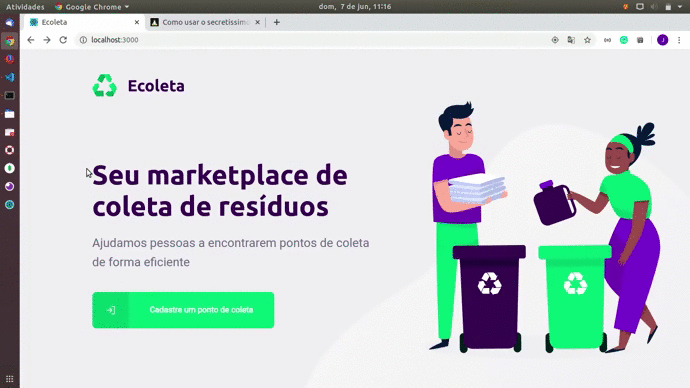 Atividades
Google Chrome
dom, 7 de jun, 11:16
Ecoleta
Como usar o secretíssimo
localhost:3000
J
Ecoleta
Seu marketplace de
coleta de resíduos
Ajudamos pessoas a encontrarem pontos de coleta
de forma eficiente
Cadastre um ponto de coleta